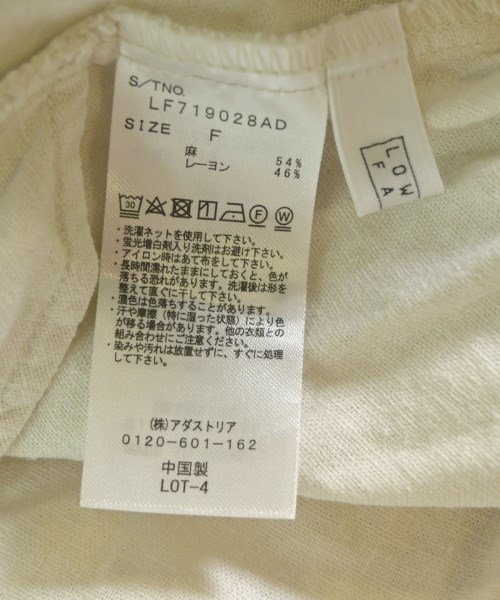 S/TNO.
LF719028AD
SIZE F
麻 54%
レーヨン 46%
30 F W
・洗濯ネットを使用して下さい。
・蛍光増白剤入り洗剤はお避け下さい。
・アイロン時はあて布をして下さい。
・長時間濡れたままにしておくと、色が
落ちる恐れがあります。洗濯後は形を
整えて直ぐに干して下さい。
・濃色は色落ちすることがあります。
・汗や摩擦(特に湿った状態)により色
が移る場合があります。他の衣類との
組み合わせにご注意ください。
・染みや汚れは放置せずに、すぐに処理
して下さい。
(株)アダストリア
0120-601-162
中国製
LOT-4
LOW
FA